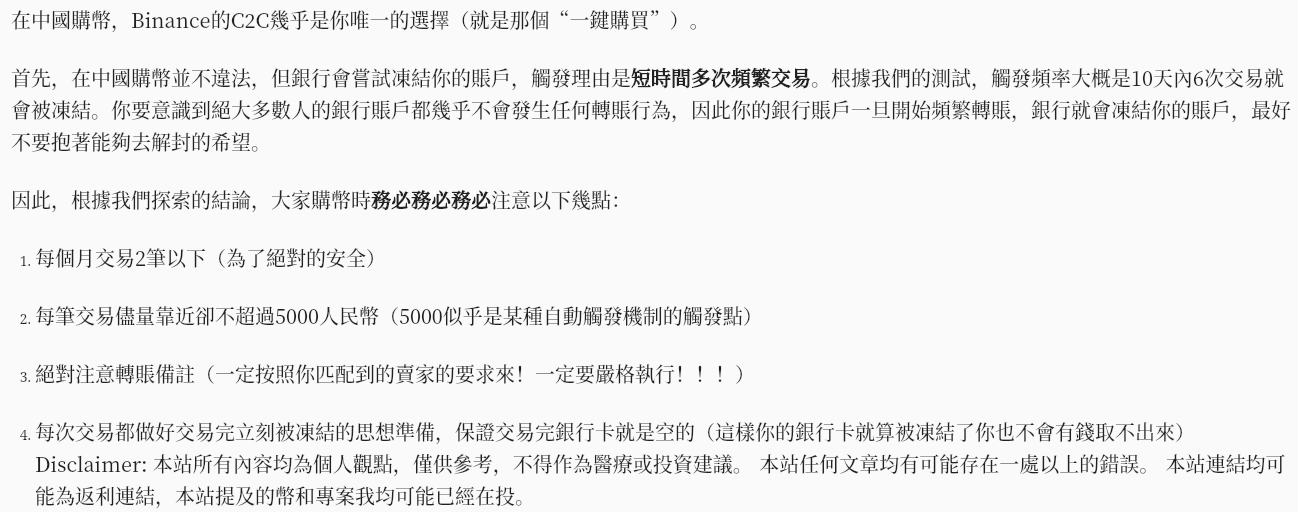 在中國購幣，Binance的C2C幾乎是你唯一的選擇（就是那個“一鍵購買”）。
首先，在中國購幣並不違法，但銀行會嘗試凍結你的賬戶，觸發理由是短時間多次頻繁交易。根據我們的測試，觸發頻率大概是10天內6次交易就
會被凍結。你要意識到絕大多數人的銀行賬戶都幾乎不會發生任何轉賬行為，因此你的銀行賬戶一旦開始頻繁轉賬，銀行就會凍結你的賬戶，最好
不要抱著能夠去解封的希望。
因此，根據我們探索的結論，大家購幣時務必務必務必注意以下幾點：
1. 每個月交易2筆以下（為了絕對的安全）
2. 每筆交易儘量靠近卻不超過5000人民幣（5000似乎是某種自動觸發機制的觸發點）
3. 絕對注意轉賬備註（一定按照你匹配到的賣家的要求來！一定要嚴格執行！！！）
4. 每次交易都做好交易完立刻被凍結的思想準備，保證交易完銀行卡就是空的（這樣你的銀行卡就算被凍結了你也不會有錢取不出來）
Disclaimer: 本站所有內容均為個人觀點，僅供參考，不得作為醫療或投資建議。 本站任何文章均有可能存在一處以上的錯誤。 本站連結均可
能為返利連結，本站提及的幣和專案我均可能已經在投。